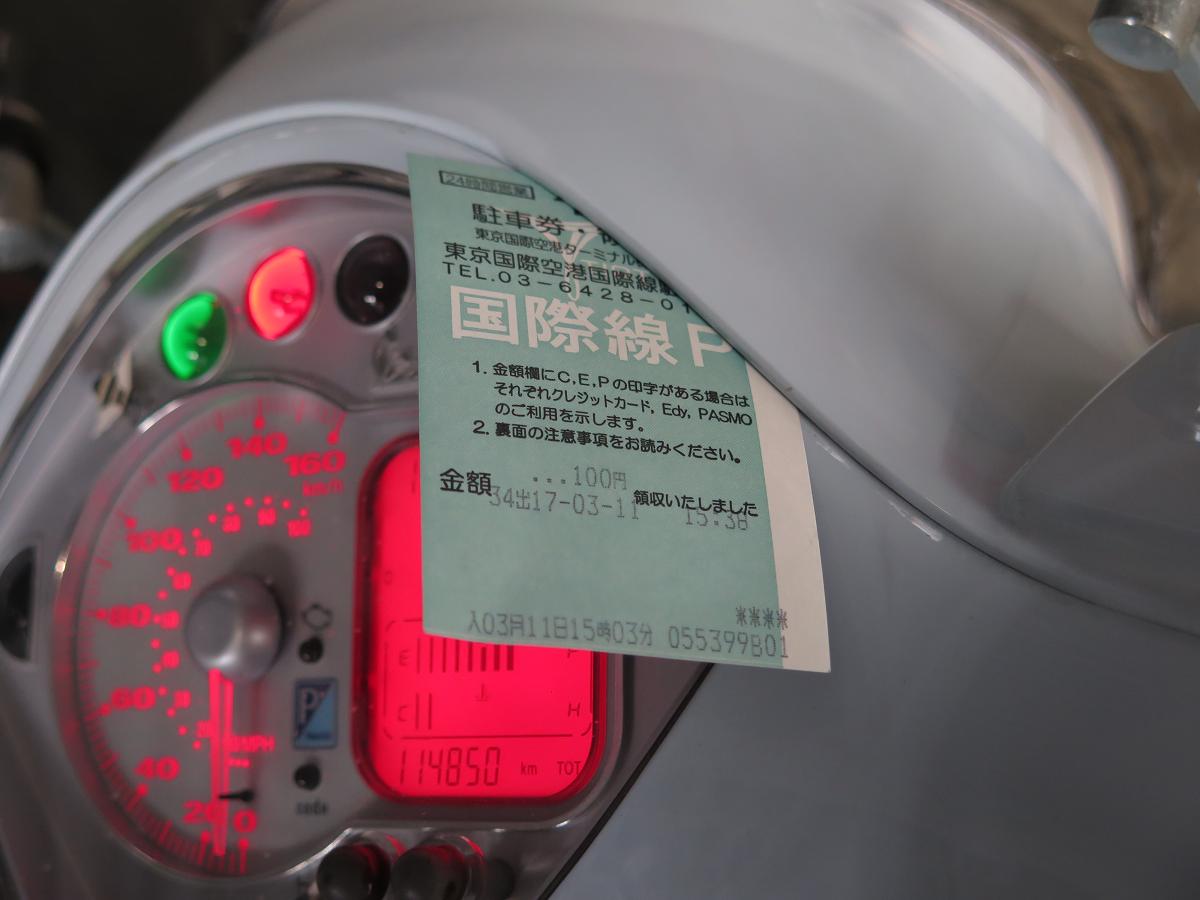 24時間営業
駐車券・
東京国際空港ターミナル
東京国際空港国際線
TEL.03-6428-01
国際線P
1. 金額欄にC,E,Pの印字がある場合は
それぞれクレジットカード, Edy, PASMO
のご利用を示します。
2. 裏面の注意事項をお読みください。
金額 ...100円 領収いたしました
34出17-03-11 15:38
****
入03月11日15時03分 055399B01
160
140
120
100
80
60
40
20
0
km/h
MPH
code
E F
C H
114850 km TOT